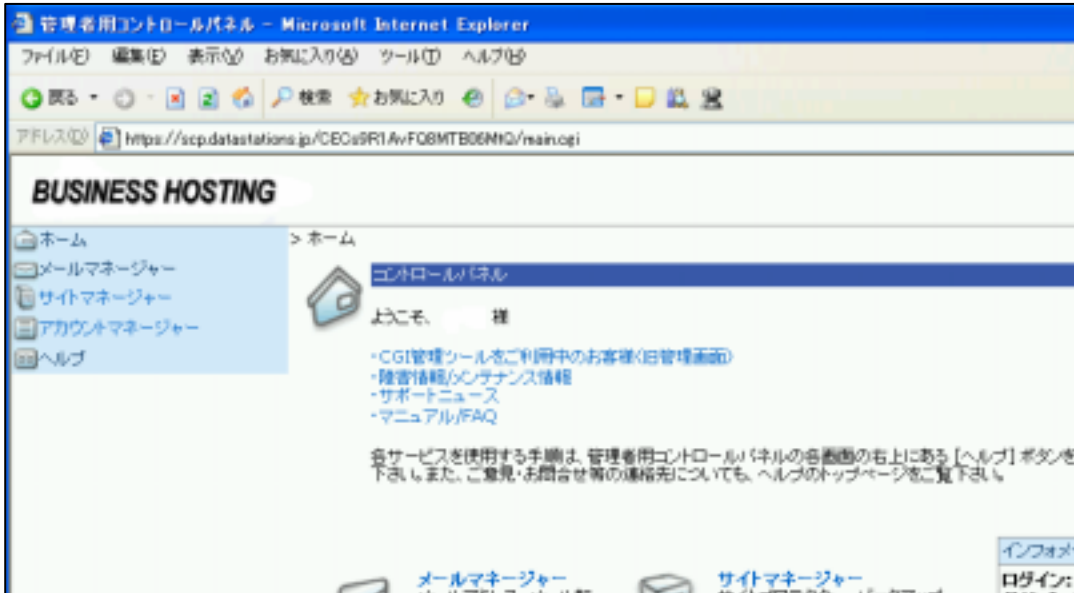 管理者用コントロールパネル - Microsoft Internet Explorer
ファイル(F) 編集(E) 表示(V) お気に入り(A) ツール(T) ヘルプ(H)
戻る 検索 お気に入り
アドレス(D) https://scp.datastations.jp/
BUSINESS HOSTING
ホーム
メールマネージャー
サイトマネージャー
アカウントマネージャー
ヘルプ
> ホーム
コントロールパネル
ようこそ、 様
・CGI管理ツールをご利用中のお客様(旧管理画面)
・障害情報/メンテナンス情報
・サポートニュース
・マニュアル/FAQ
各サービスを使用する手順は、管理者用コントロールパネルの各画面の右上にある [ヘルプ] ボタンを
下さい。また、ご意見・お問合せ等の連絡先についても、ヘルプのトップページをご覧下さい。
メールマネージャー
サイトマネージャー
インフォメ
ログイン: